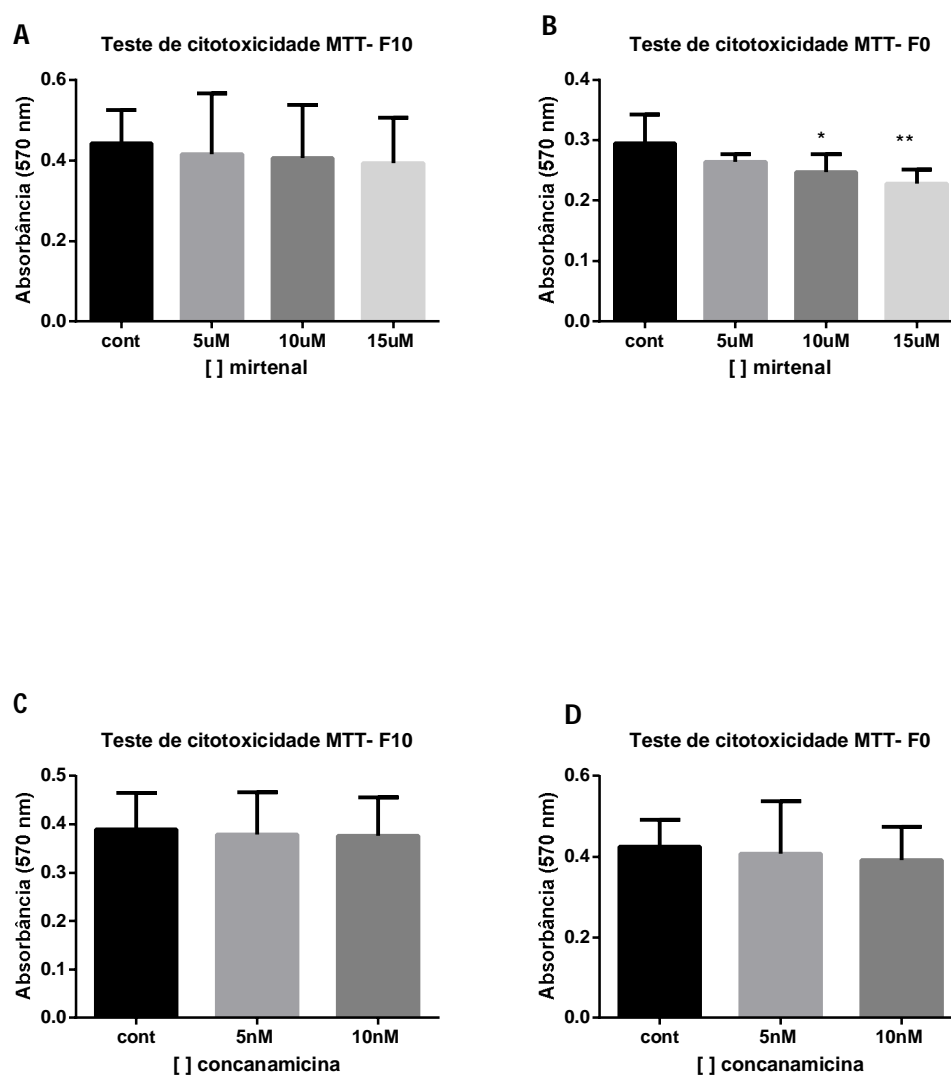 A
Teste de citotoxicidade MTT- F10
Absorbância (570 nm)
0.6
0.4
0.2
0.0
cont 5uM 10uM 15uM
[ ] mirtenal
B
Teste de citotoxicidade MTT- F0
Absorbância (570 nm)
0.4
0.3
0.2
0.1
0.0
* **
cont 5uM 10uM 15uM
[ ] mirtenal
C
Teste de citotoxicidade MTT- F10
Absorbância (570 nm)
0.5
0.4
0.3
0.2
0.1
0.0
cont 5nM 10nM
[ ] concanamicina
D
Teste de citotoxicidade MTT- F0
Absorbância (570 nm)
0.6
0.4
0.2
0.0
cont 5nM 10nM
[ ] concanamicina